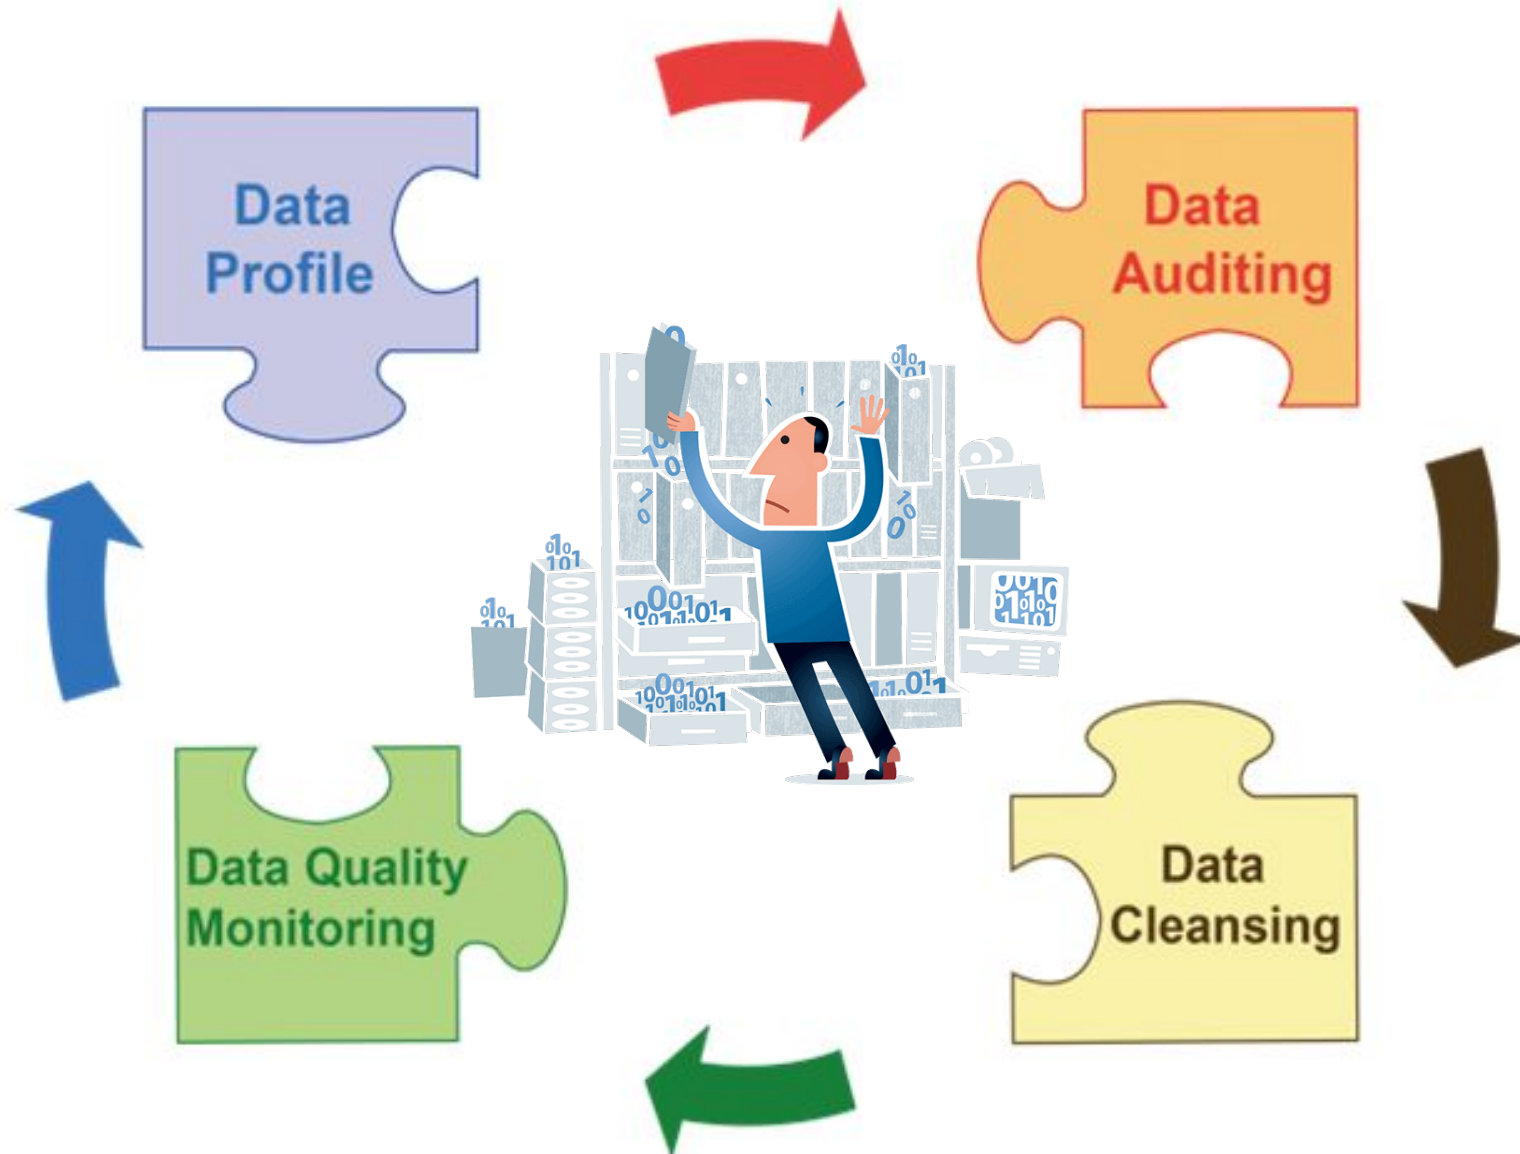 Data
Profile
Data
Auditing
Data Quality
Monitoring
Data
Cleansing